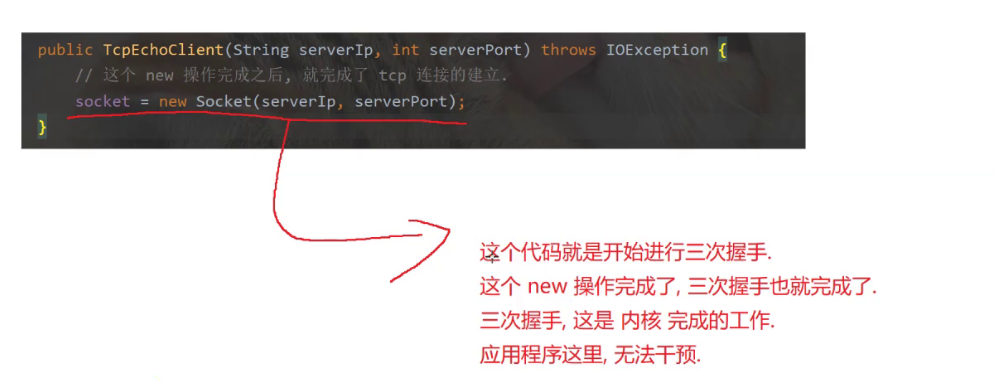 public TcpEchoClient(String serverIp, int serverPort) throws IOException {
// 这个 new 操作完成之后, 就完成了 tcp 连接的建立.
socket = new Socket(serverIp, serverPort);
}
这个代码就是开始进行三次握手.
这个 new 操作完成了, 三次握手也就完成了.
三次握手, 这是 内核 完成的工作.
应用程序这里, 无法干预.